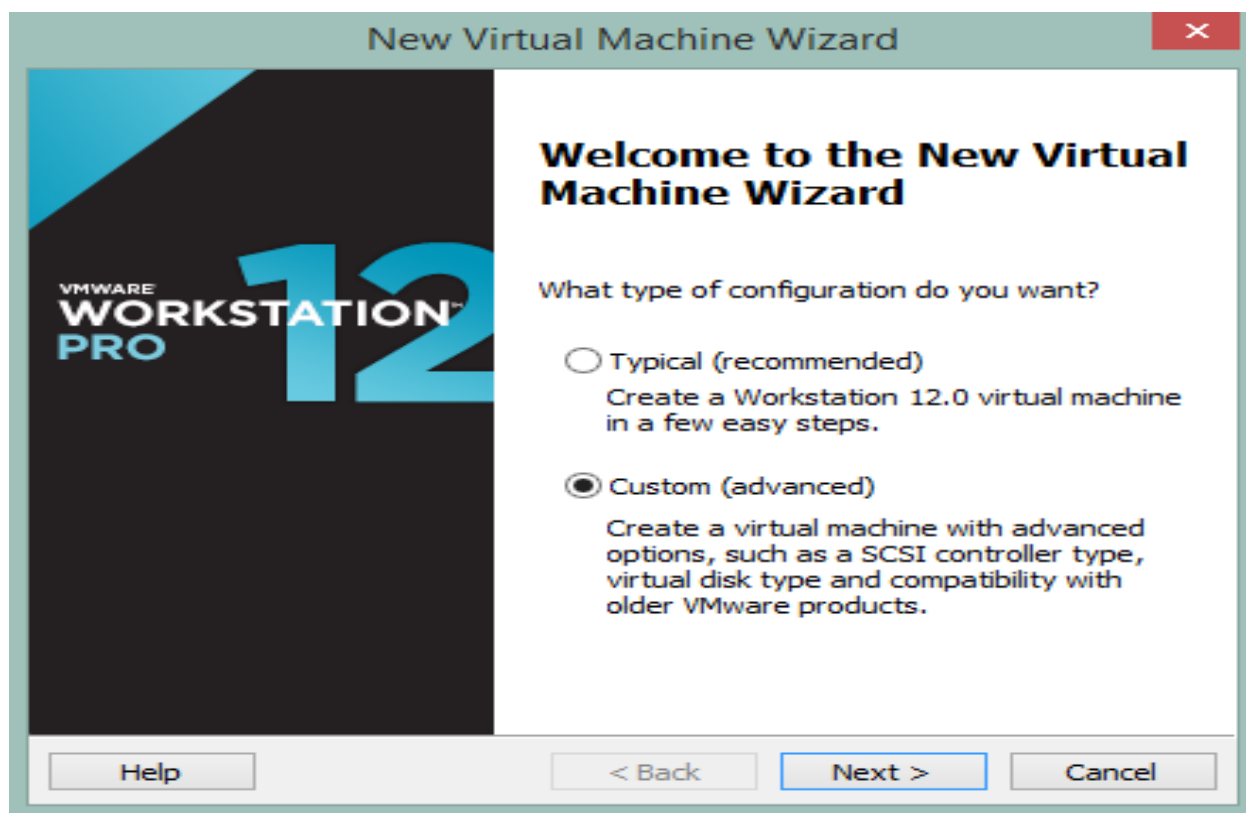 New Virtual Machine Wizard
×
VMWARE
WORKSTATION™
PRO
12
Welcome to the New Virtual
Machine Wizard
What type of configuration do you want?
Typical (recommended)
Create a Workstation 12.0 virtual machine
in a few easy steps.
Custom (advanced)
Create a virtual machine with advanced
options, such as a SCSI controller type,
virtual disk type and compatibility with
older VMware products.
Help
< Back
Next >
Cancel